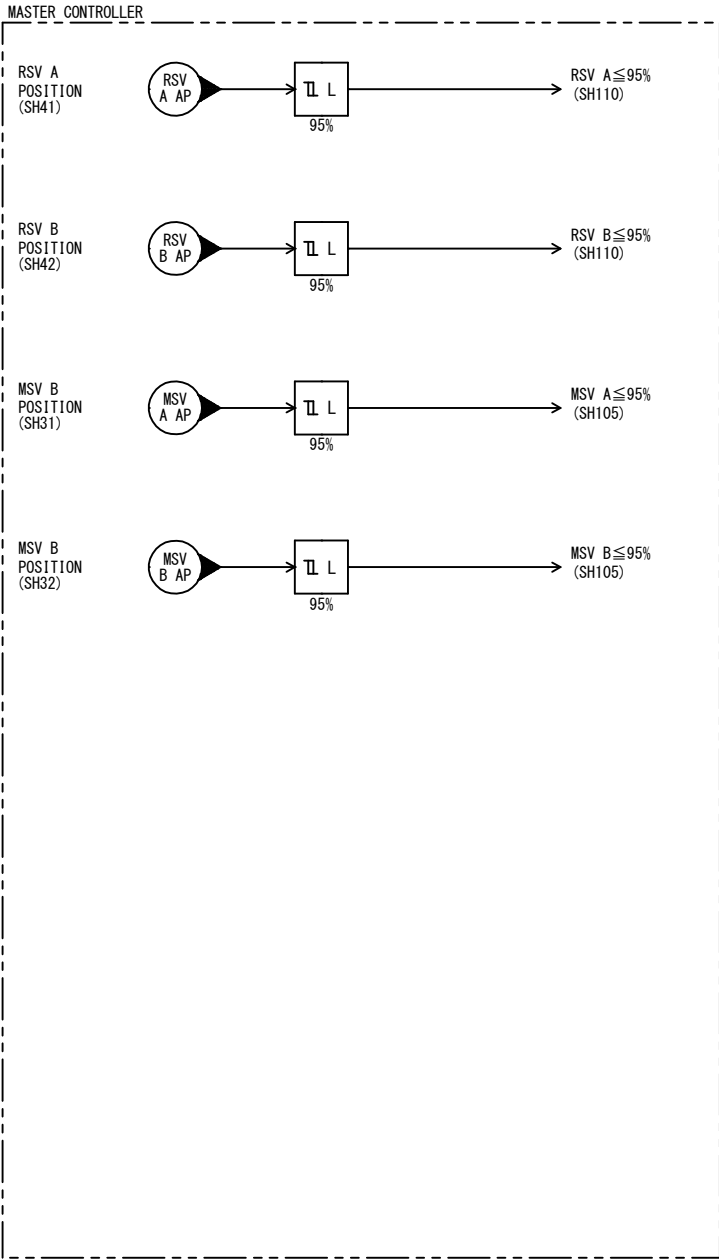 MASTER CONTROLLER
RSV A
POSITION
(SH41)
RSV
A AP
L
95%
RSV A≦95%
(SH110)
RSV B
POSITION
(SH42)
RSV
B AP
L
95%
RSV B≦95%
(SH110)
MSV B
POSITION
(SH31)
MSV
A AP
L
95%
MSV A≦95%
(SH105)
MSV B
POSITION
(SH32)
MSV
B AP
L
95%
MSV B≦95%
(SH105)